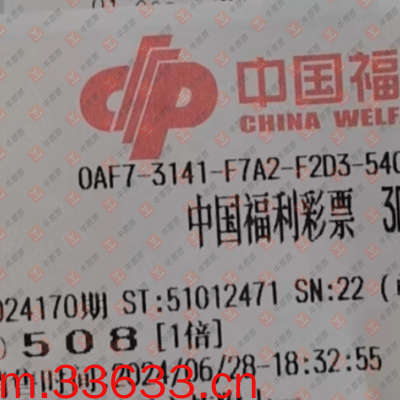 中国福
CHINA WELF
0AF7-3141-F7A2-F2D3-540
中国福利彩票 3D
024170期 ST:51012471 SN:22 (
508 [1倍]
2024/06/28-18:32:55
m.33633.cn